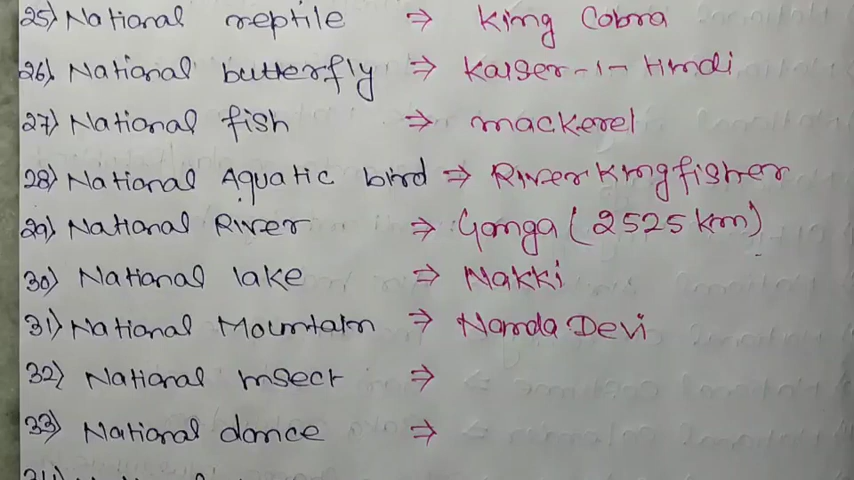 25) National reptile ⇒ King Cobra
26) National butterfly ⇒ Kaiser-i-Hindi
27) National fish ⇒ mackerel
28) National Aquatic bird ⇒ River Kingfisher
29) National River ⇒ Ganga (2525 km)
30) National lake ⇒ Nakki
31) National Mountain ⇒ Nanda Devi
32) National insect ⇒
33) National dance ⇒